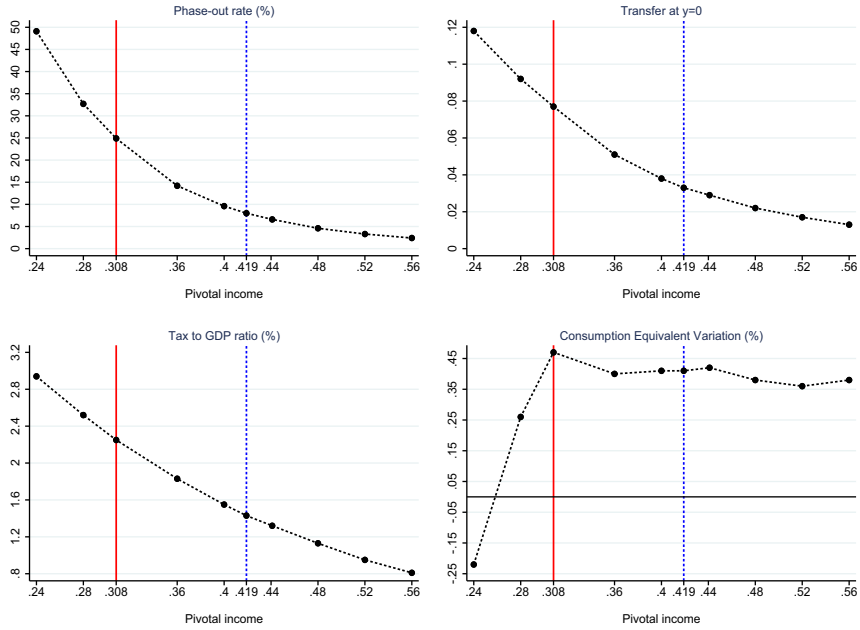 Phase-out rate (%)
50
45
40
35
30
25
20
15
10
5
0
.24 .28 .308 .36 .4 .419 .44 .48 .52 .56
Pivotal income
Transfer at y=0
.12
.1
.08
.06
.04
.02
0
.24 .28 .308 .36 .4 .419 .44 .48 .52 .56
Pivotal income
Tax to GDP ratio (%)
3.2
2.8
2.4
2
1.6
1.2
.8
.24 .28 .308 .36 .4 .419 .44 .48 .52 .56
Pivotal income
Consumption Equivalent Variation (%)
.45
.35
.25
.15
.05
-.05
-.15
-.25
.24 .28 .308 .36 .4 .419 .44 .48 .52 .56
Pivotal income